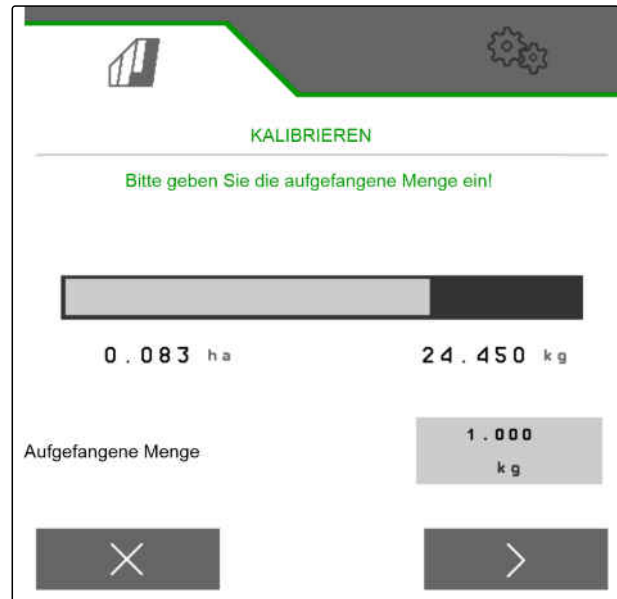 KALIBRIEREN
Bitte geben Sie die aufgefangene Menge ein!
0.083 ha 24.450 kg
Aufgefangene Menge
1.000
kg